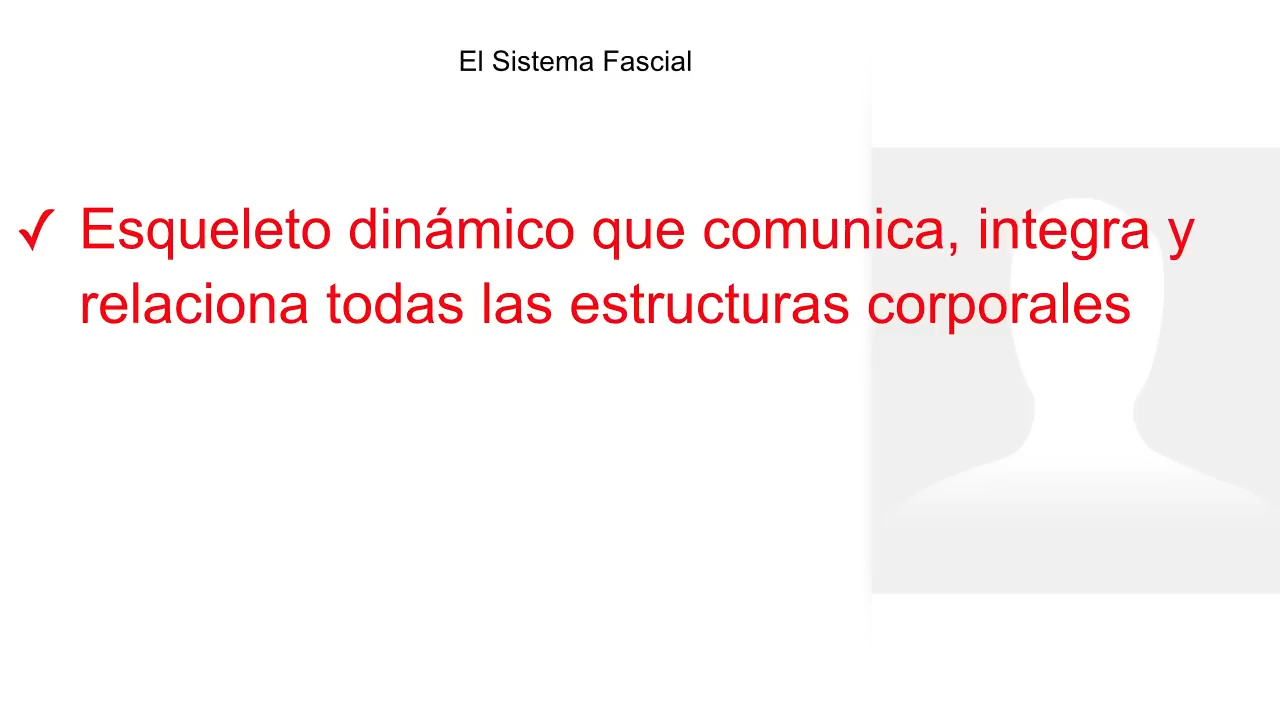 El Sistema Fascial
✓ Esqueleto dinámico que comunica, integra y
relaciona todas las estructuras corporales